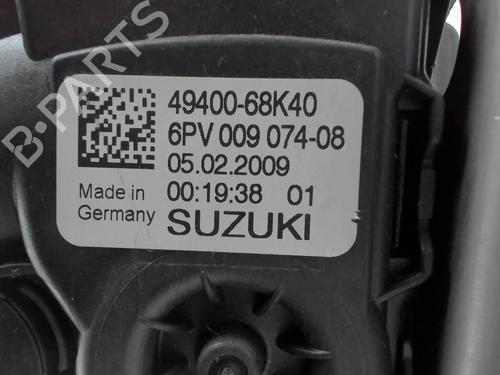 B-PARTS
49400-68K40
6PV 009 074-08
05.02.2009
Made in Germany
00:19:38 01
SUZUKI